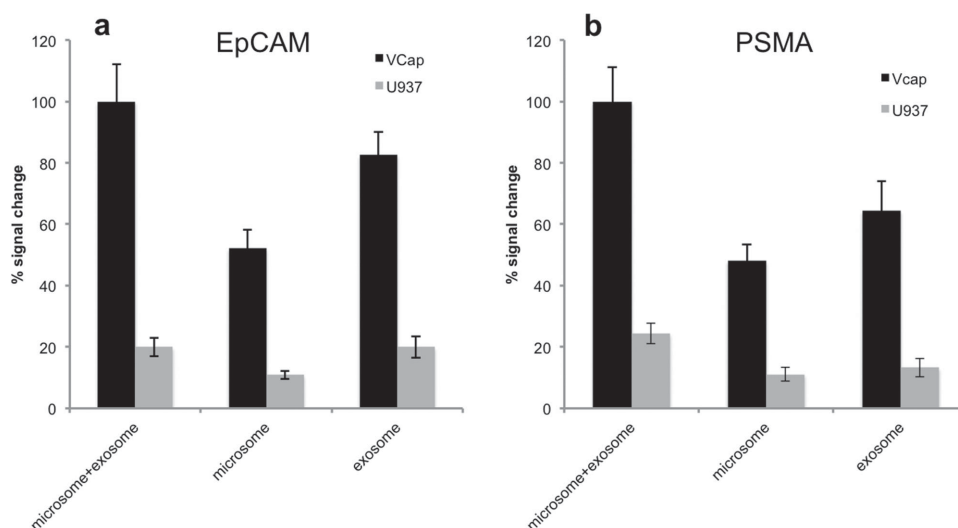 a
EpCAM
VCap
U937
120
100
80
60
40
20
0
% signal change
microsome+exosome
microsome
exosome
b
PSMA
Vcap
U937
120
100
80
60
40
20
0
% signal change
microsome+exosome
microsome
exosome